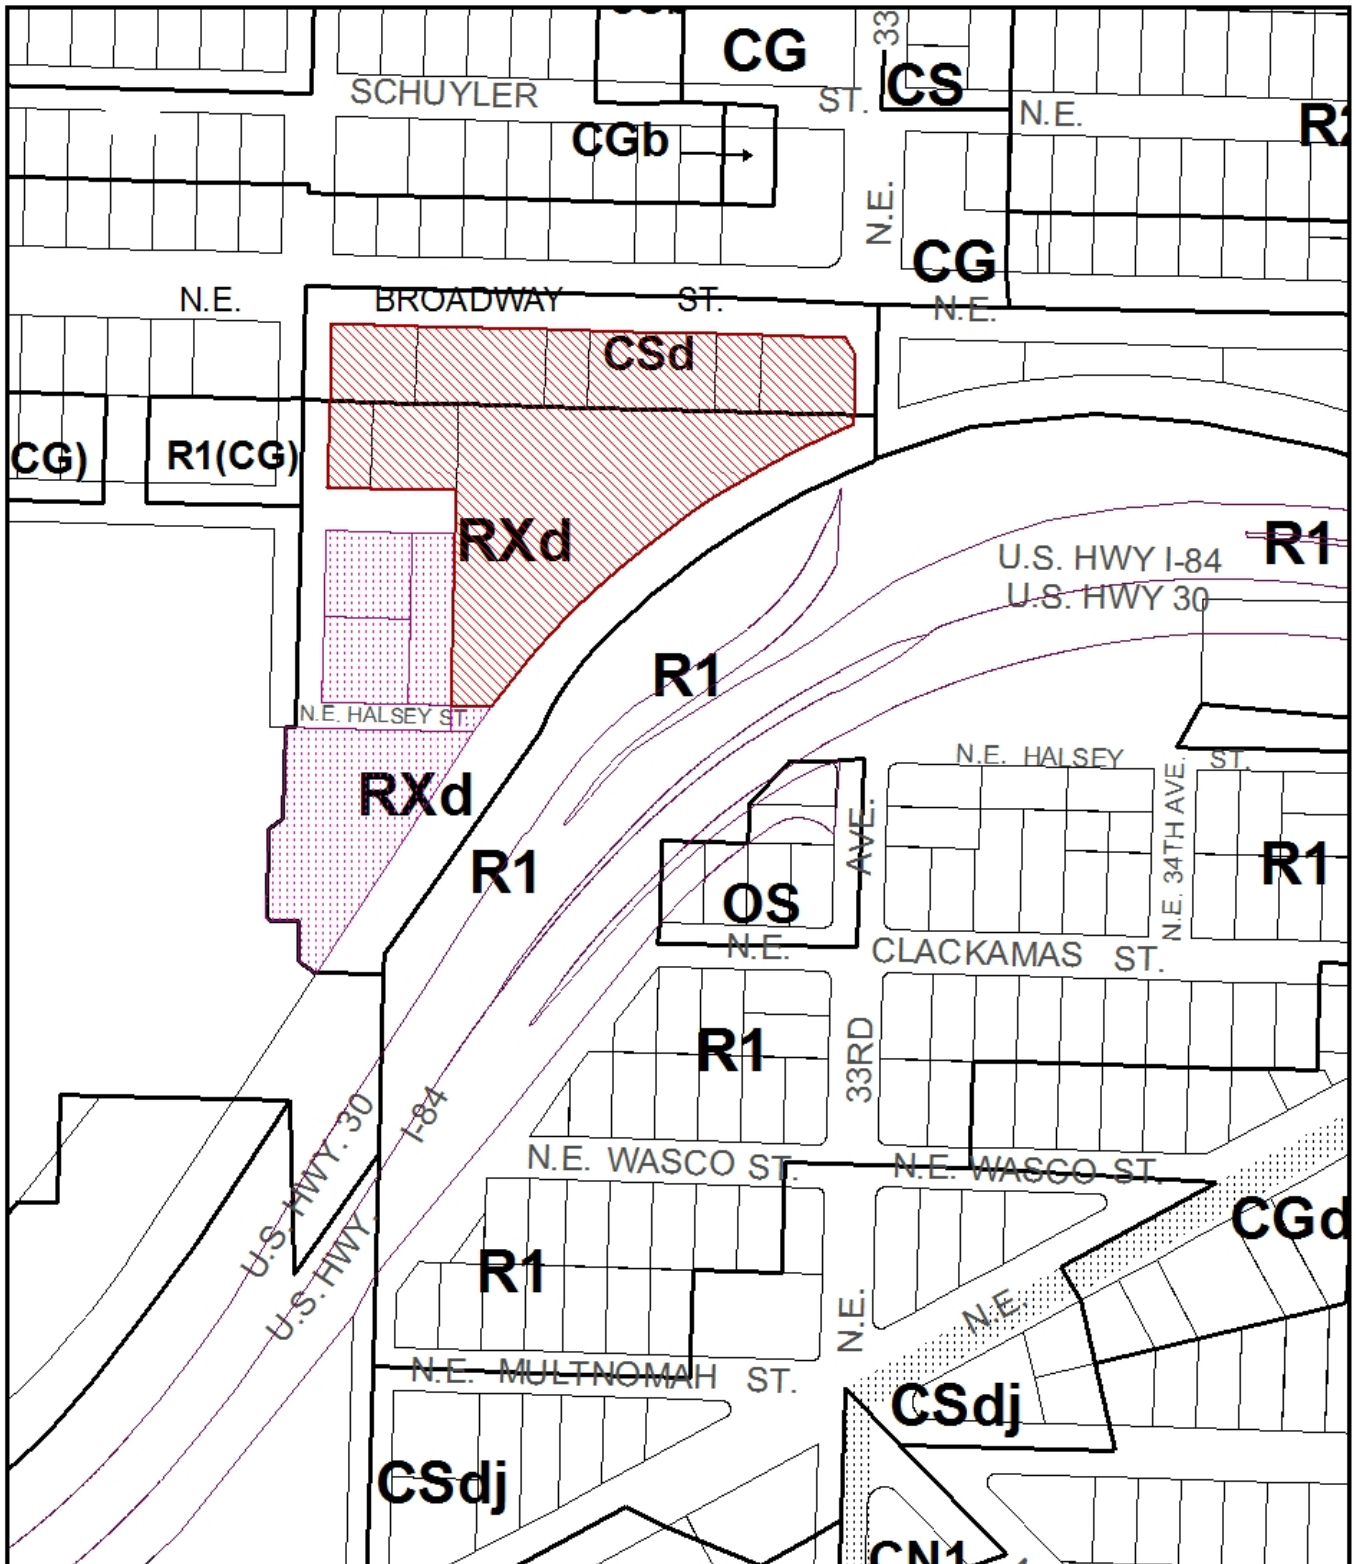 CG
33
CS
SCHUYLER ST. N.E.
CGb
N.E.
CG
N.E. BROADWAY ST. N.E.
CSd
CG)
R1(CG)
RXd
R1
U.S. HWY I-84
U.S. HWY 30
R1
N.E. HALSEY ST.
RXd
N.E. HALSEY ST.
AVE.
N.E. 34TH AVE.
R1
R1
OS
N.E. CLACKAMAS ST.
R1
33RD
U.S. HWY. 30
I-84
U.S. HWY.
N.E. WASCO ST. N.E. WASCO ST.
CGd
R1
N.E.
N.E.
N.E. MULTNOMAH ST.
CSdj
CSdj
CN1